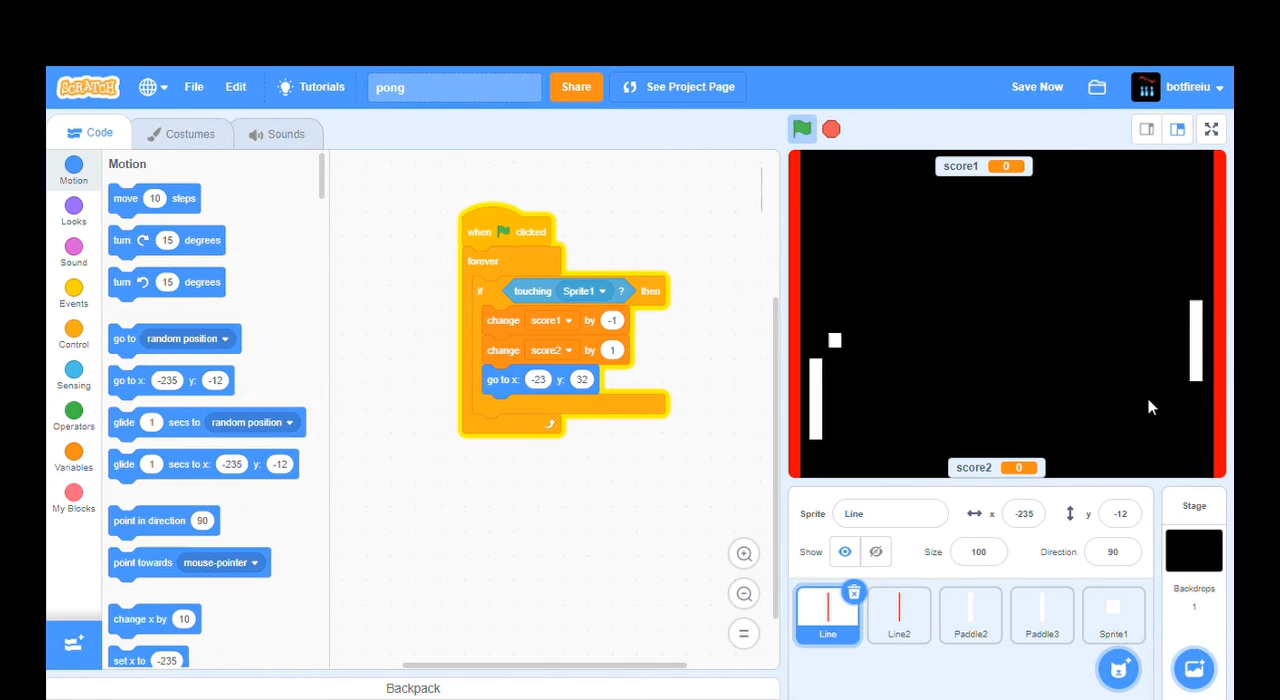 SCRATCH File Edit Tutorials pong Share See Project Page Save Now botfireiu
Code Costumes Sounds
Motion
Looks
Sound
Events
Control
Sensing
Operators
Variables
My Blocks
Motion
move 10 steps
turn 15 degrees
turn 15 degrees
go to random position
go to x: -235 y: -12
glide 1 secs to random position
glide 1 secs to x: -235 y: -12
point in direction 90
point towards mouse-pointer
change x by 10
set x to -235
when clicked
forever
if touching Sprite1 ? then
change score1 by -1
change score2 by 1
go to x: -23 y: 32
Backpack
score1 0
score2 0
Sprite Line x -235 y -12
Show Size 100 Direction 90
Line
Line2
Paddle2
Paddle3
Sprite1
Stage
Backdrops
1